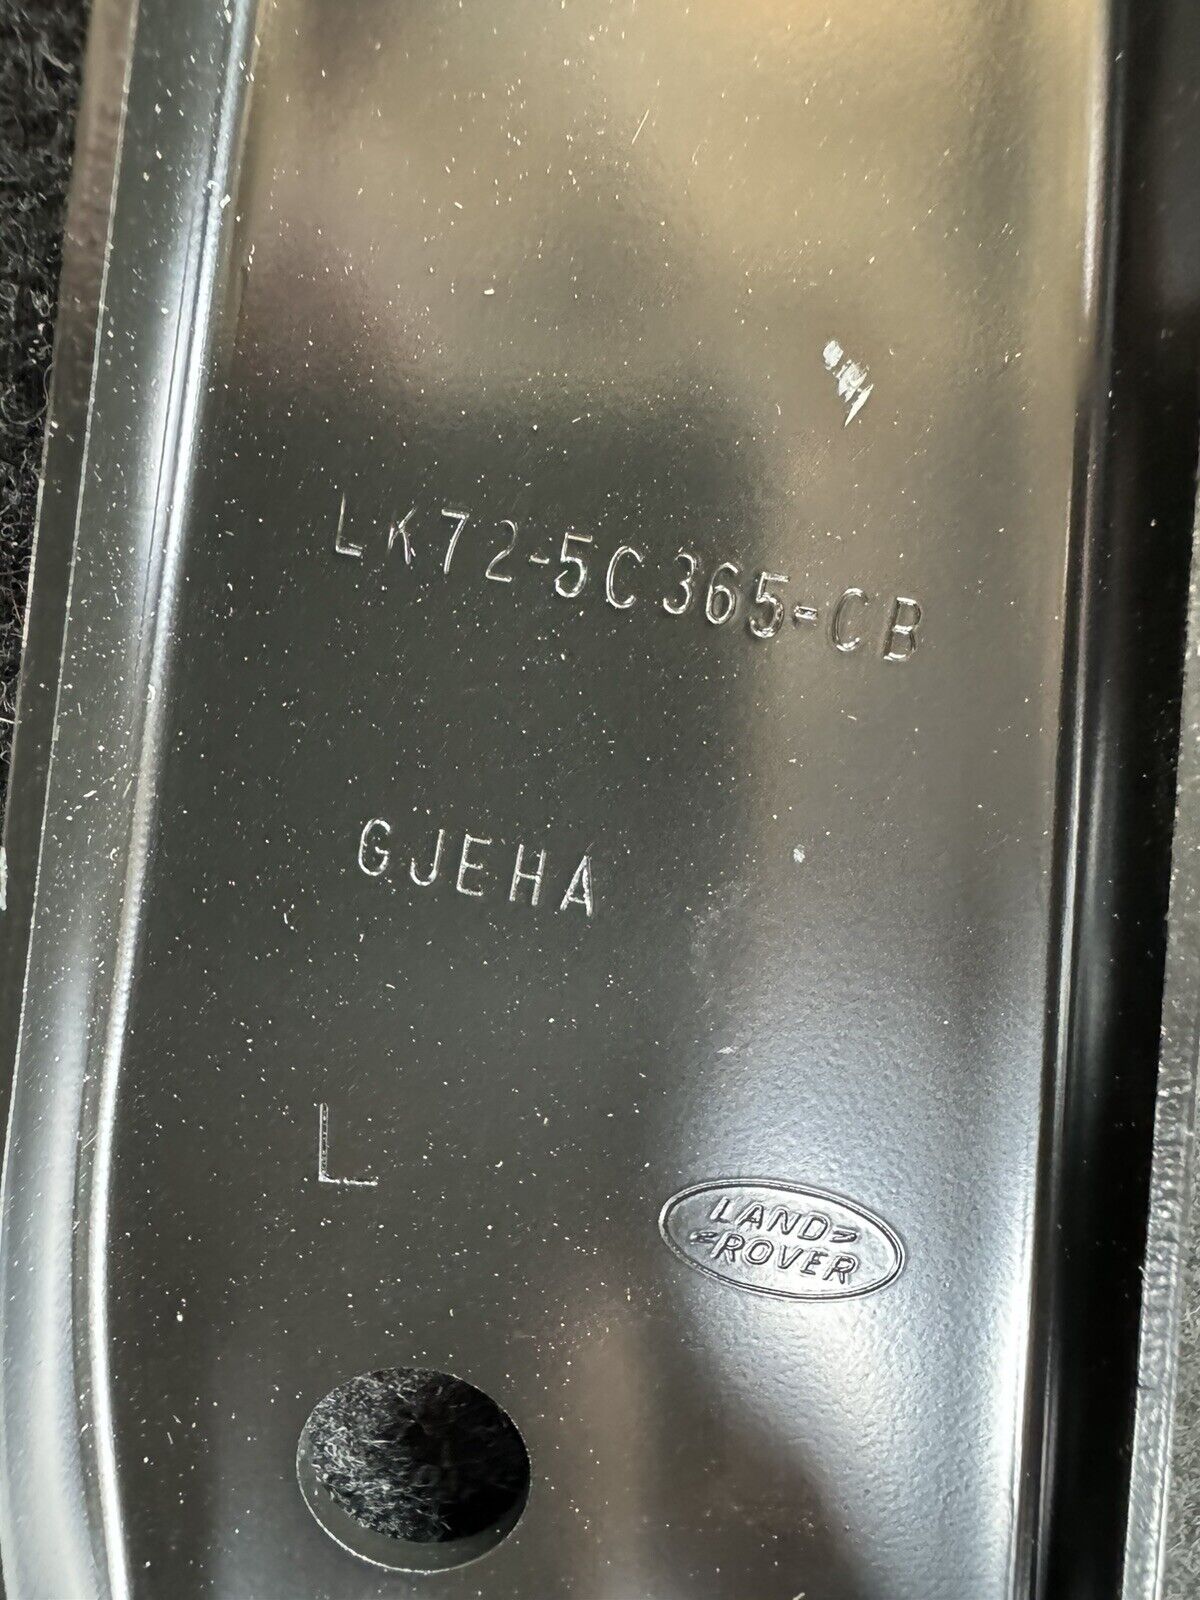 LK72-5C365-CB
GJEHA
L
LAND
ROVER